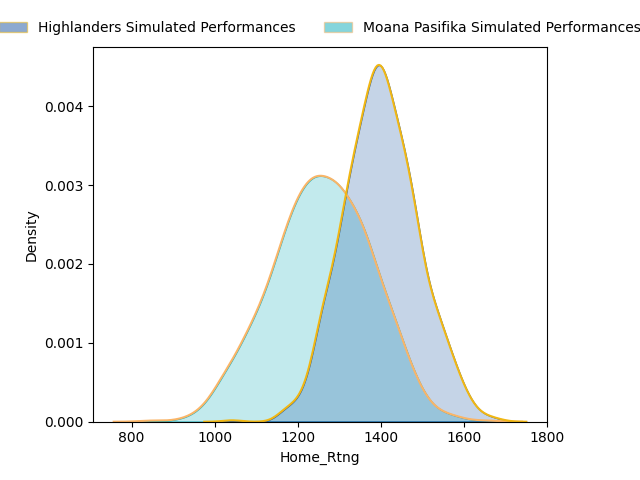 Highlanders Simulated Performances Moana Pasifika Simulated Performances
0.004
0.003
0.002
0.001
0.000
Density
800 1000 1200 1400 1600 1800
Home_Rtng